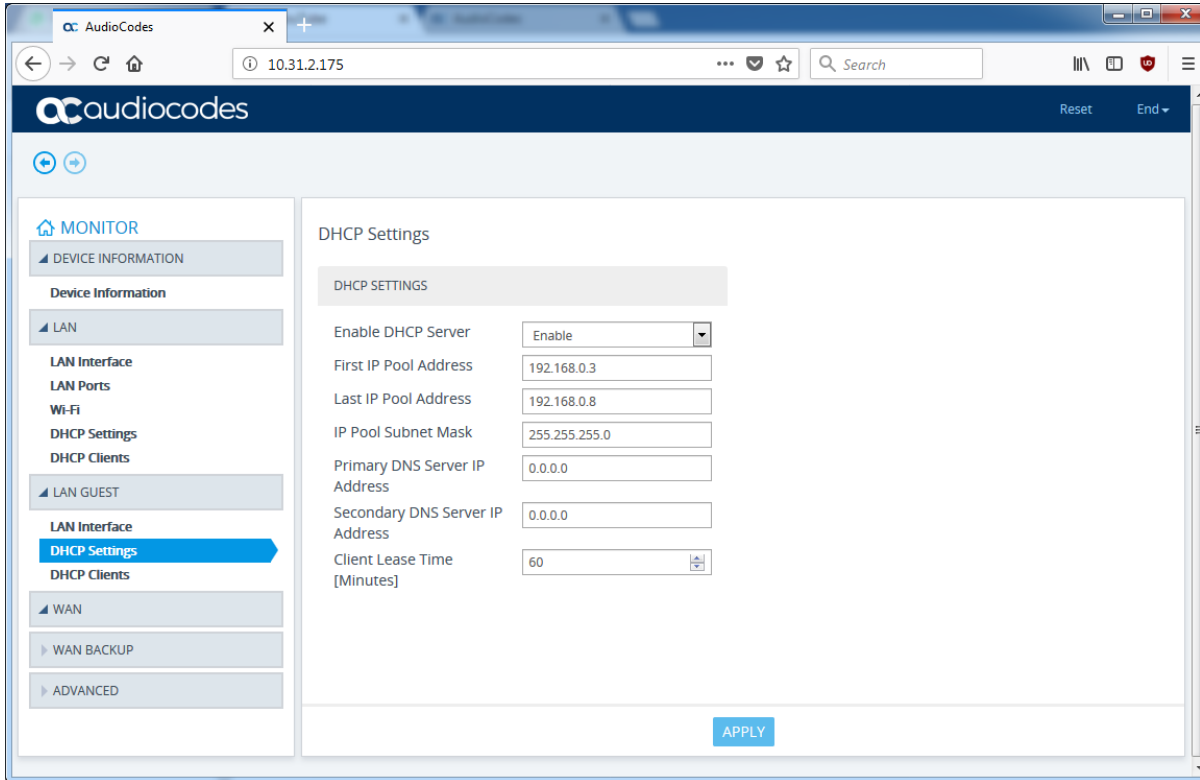 AudioCodes
10.31.2.175
Search
audiocodes
Reset
End
MONITOR
DEVICE INFORMATION
Device Information
LAN
LAN Interface
LAN Ports
Wi-Fi
DHCP Settings
DHCP Clients
LAN GUEST
LAN Interface
DHCP Settings
DHCP Clients
WAN
WAN BACKUP
ADVANCED
DHCP Settings
DHCP SETTINGS
Enable DHCP Server Enable
First IP Pool Address 192.168.0.3
Last IP Pool Address 192.168.0.8
IP Pool Subnet Mask 255.255.255.0
Primary DNS Server IP
Address
0.0.0.0
Secondary DNS Server IP
Address
0.0.0.0
Client Lease Time
[Minutes]
60
APPLY